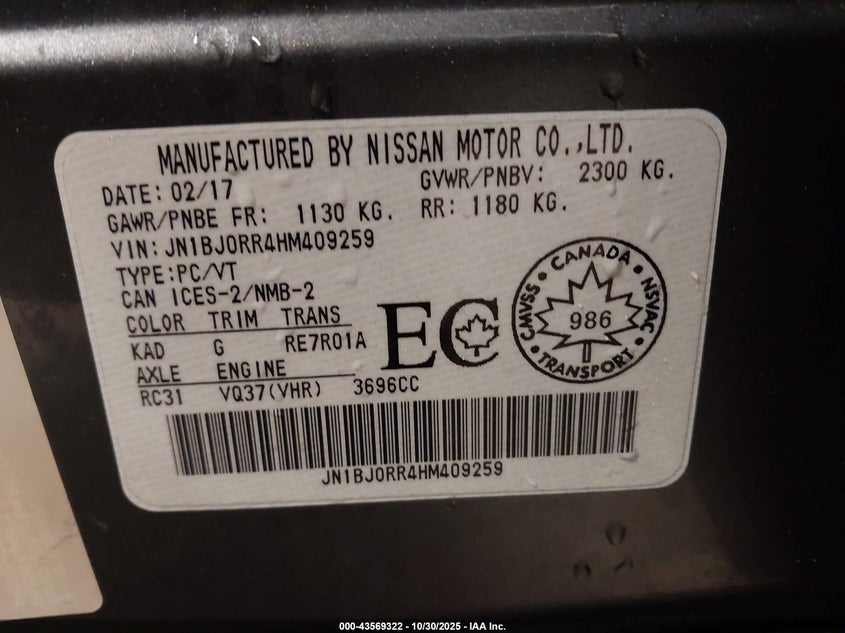 MANUFACTURED BY NISSAN MOTOR CO.,LTD.
DATE: 02/17 GVWR/PNBV: 2300 KG.
GAWR/PNBE FR: 1130 KG. RR: 1180 KG.
VIN: JN1BJ0RR4HM409259
TYPE:PC/VT
CAN ICES-2/NMB-2
COLOR TRIM TRANS
KAD G RE7R01A
AXLE ENGINE
RC31 VQ37(VHR) 3696CC
EC
CANADA
CMVSS 986 NSVAC
TRANSPORT
JN1BJ0RR4HM409259
000-43569322 - 10/30/2025 - IAA Inc.